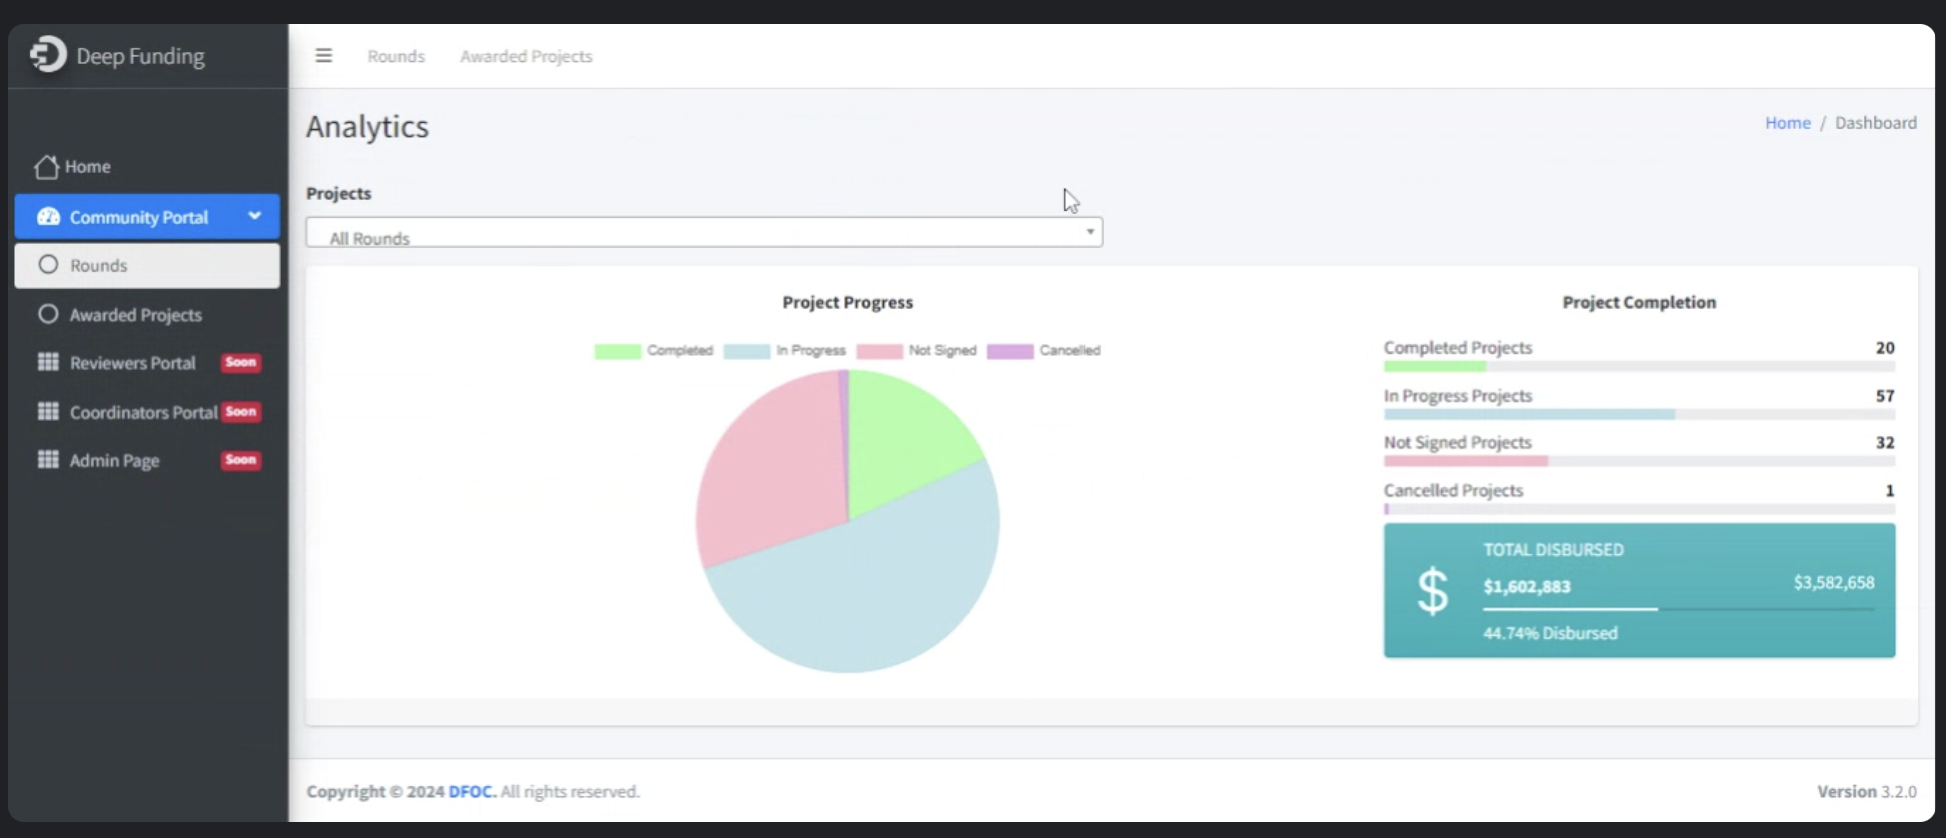 Deep Funding
Rounds
Awarded Projects
Analytics
Home / Dashboard
Home
Community Portal
Rounds
Awarded Projects
Reviewers Portal Soon
Coordinators Portal Soon
Admin Page Soon
Projects
All Rounds
Project Progress
Completed
In Progress
Not Signed
Cancelled
Project Completion
Completed Projects 20
In Progress Projects 57
Not Signed Projects 32
Cancelled Projects 1
$
TOTAL DISBURSED
$1,602,883 $3,582,658
44.74% Disbursed
Copyright © 2024 DFOC. All rights reserved.
Version 3.2.0